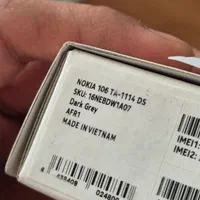 NOKIA 106 TA-1114 DS
SKU: 16NEBDW1A07
Dark Grey
AFR1
MADE IN VIETNAM
IMEI1:
IMEI2: